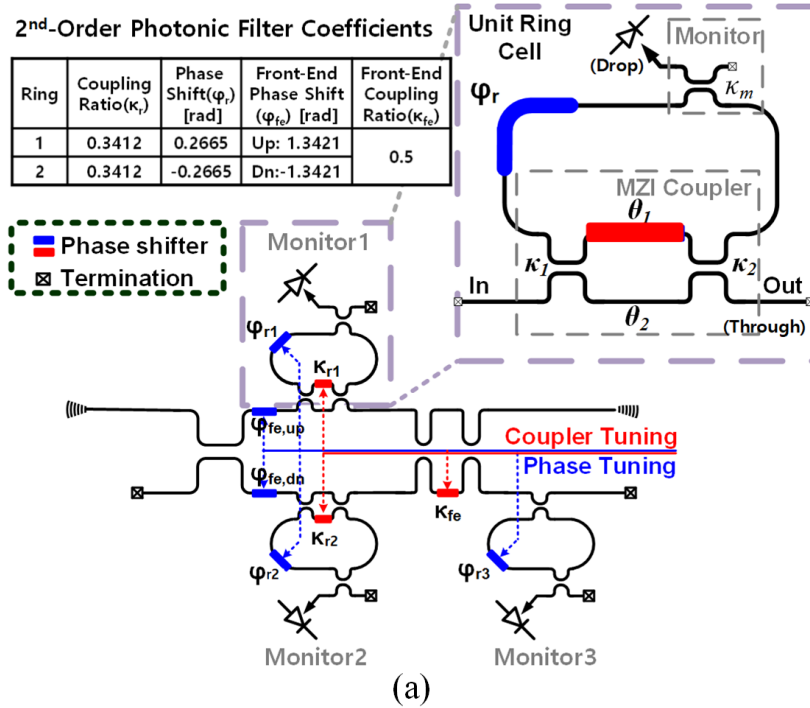 2nd-Order Photonic Filter Coefficients
Ring
Coupling
Ratio(κr)
Phase
Shift(φr)
[rad]
Front-End
Phase Shift
(φfe) [rad]
Front-End
Coupling
Ratio(κfe)
1
0.3412
0.2665
Up: 1.3421
0.5
2
0.3412
-0.2665
Dn:-1.3421
Unit Ring
Cell
Monitor
(Drop)
κm
φr
MZI Coupler
θ1
κ1
κ2
In
Out
θ2
(Through)
Phase shifter
Termination
Monitor1
φr1
κr1
φfe,up
Coupler Tuning
Phase Tuning
φfe,dn
κfe
κr2
φr2
φr3
Monitor2
Monitor3
(a)